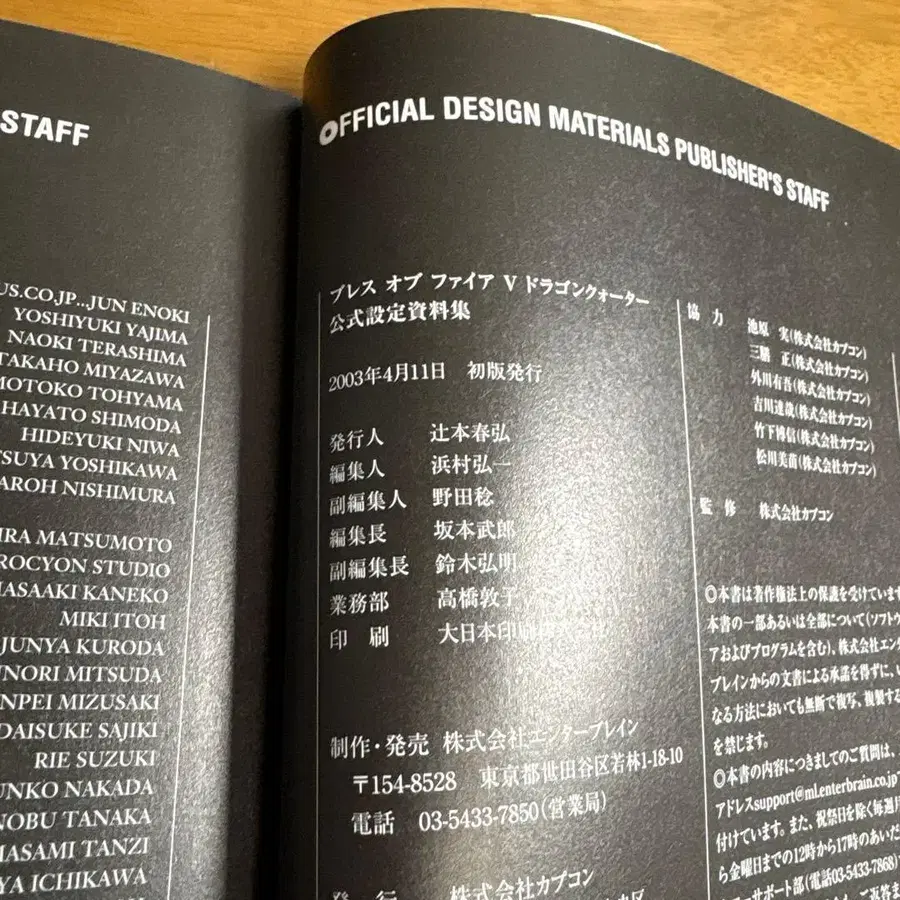 STAFF
US.CO.JP...JUN ENOKI
YOSHIYUKI YAJIMA
NAOKI TERASHIMA
TAKAHO MIYAZAWA
MOTOKO TOHYAMA
HAYATO SHIMODA
HIDEYUKI NIWA
TSUYA YOSHIKAWA
AROH NISHIMURA
IRA MATSUMOTO
ROCYON STUDIO
MASAAKI KANEKO
MIKI ITOH
JUNYA KURODA
UNORI MITSUDA
NPEI MIZUSAKI
DAISUKE SAJIKI
RIE SUZUKI
UNKO NAKADA
NOBU TANAKA
MASAMI TANZI
YA ICHIKAWA
OFFICIAL DESIGN MATERIALS PUBLISHER'S STAFF
ブレス オブ ファイア V ドラゴンクォーター
公式設定資料集
2003年4月11日 初版発行
発行人 辻本春弘
編集人 浜村弘一
副編集人 野田稔
編集長 坂本武郎
副編集長 鈴木弘明
業務部 高橋敦子
印 刷 大日本印刷株式会社
制作・発売 株式会社エンターブレイン
〒154-8528 東京都世田谷区若林1-18-10
電話 03-5433-7850(営業局)
発 行 株式会社カプコン
協 力 池原 実(株式会社カプコン)
三嶋 正(株式会社カプコン)
外川有吾(株式会社カプコン)
吉川達哉(株式会社カプコン)
竹下博信(株式会社カプコン)
松川美苗(株式会社カプコン)
監 修 株式会社カプコン
◎本書は著作権法上の保護を受けています
本書の一部あるいは全部について(ソフトウ
アおよびプログラムを含む)、株式会社エンタ
ブレインからの文書による承諾を得ずに、い
なる方法においても無断で複写、複製する
を禁じます。
◎本書の内容につきましてのご質問は、
アドレスsupport@ml.enterbrain.co.jp
付けています。また、祝祭日を除く毎週月
ら金曜日までの12時から17時のあいだ
ーサポート部(電話03-5433-7868)